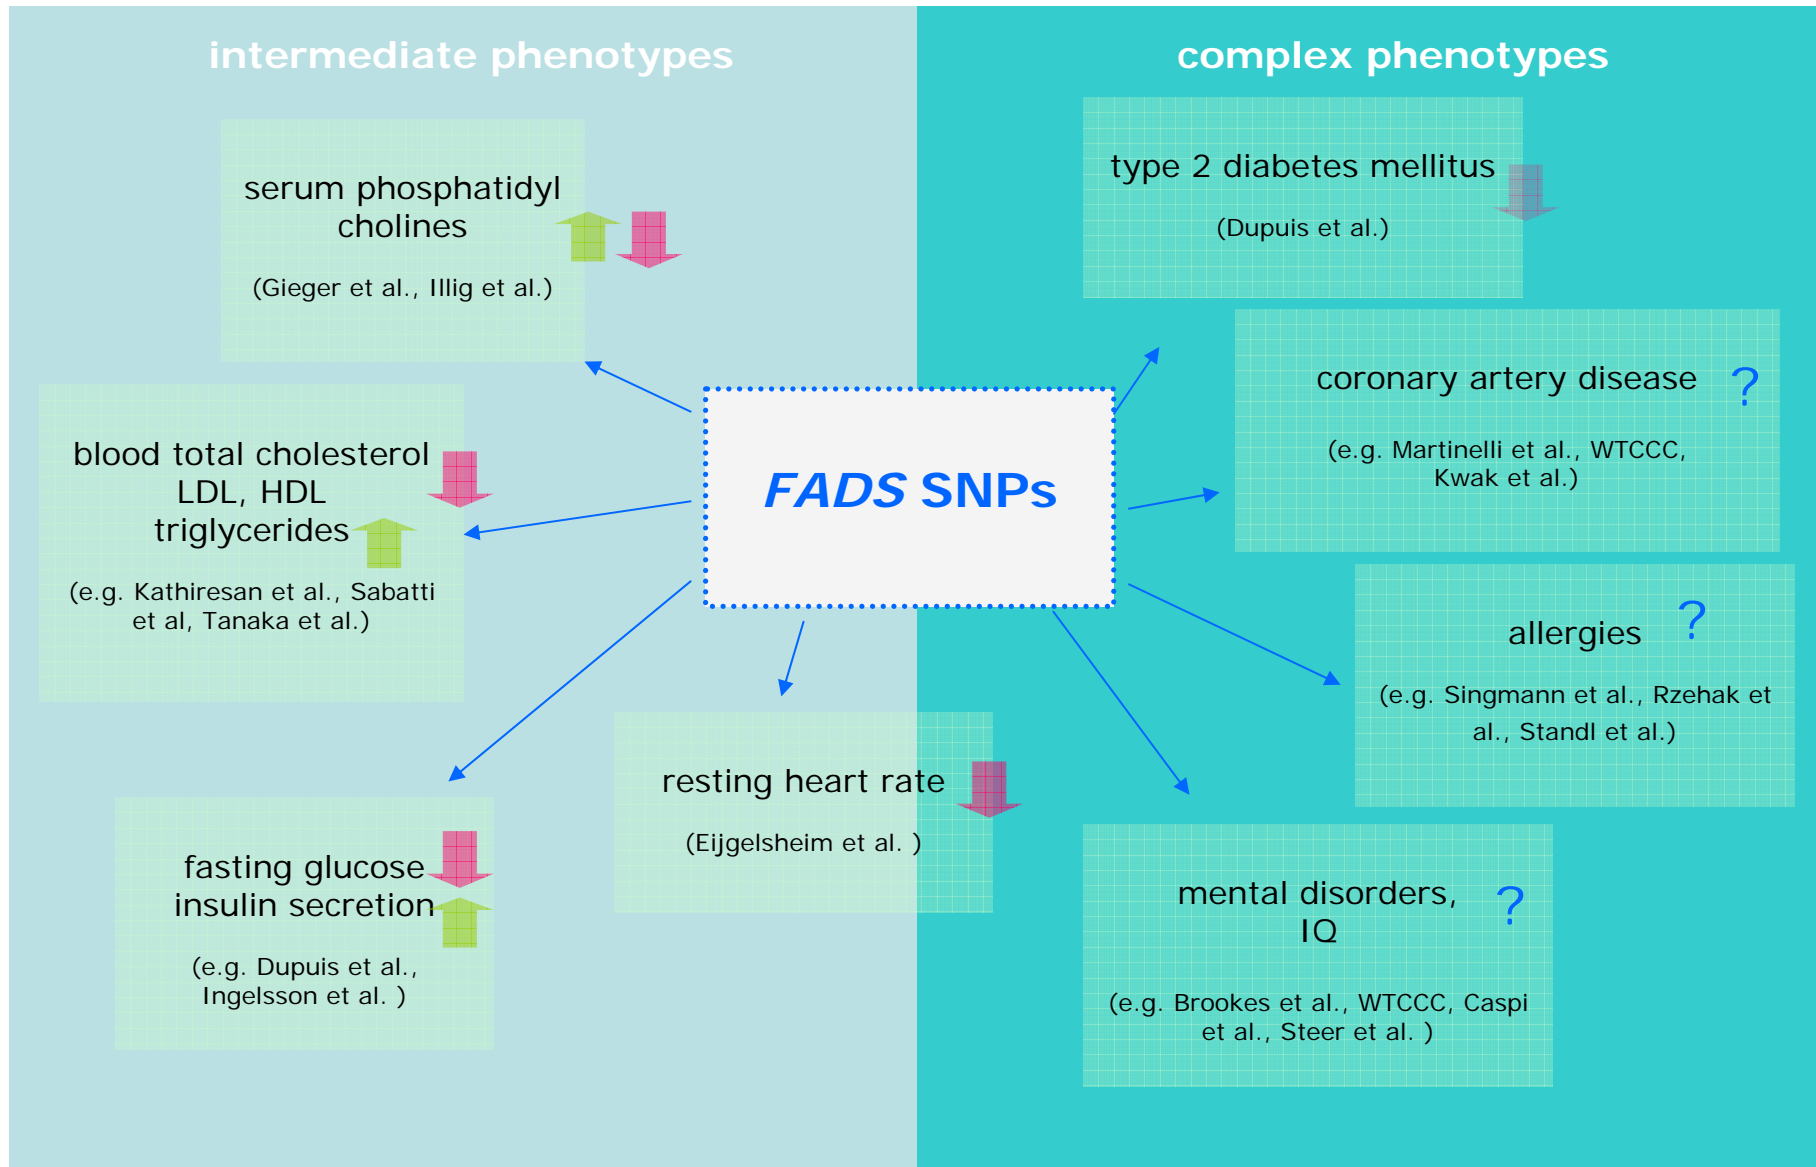 intermediate phenotypes
serum phosphatidyl
cholines
(Gieger et al., Illig et al.)
blood total cholesterol
LDL, HDL
triglycerides
(e.g. Kathiresan et al., Sabatti
et al, Tanaka et al.)
fasting glucose
insulin secretion
(e.g. Dupuis et al.,
Ingelsson et al. )
FADS SNPs
resting heart rate
(Eijgelsheim et al. )
complex phenotypes
type 2 diabetes mellitus
(Dupuis et al.)
coronary artery disease ?
(e.g. Martinelli et al., WTCCC,
Kwak et al.)
allergies ?
(e.g. Singmann et al., Rzehak et
al., Standl et al.)
mental disorders, ?
IQ
(e.g. Brookes et al., WTCCC, Caspi
et al., Steer et al. )